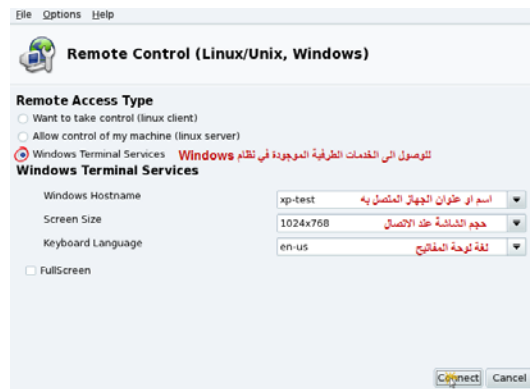 File Options Help
Remote Control (Linux/Unix, Windows)
Remote Access Type
Want to take control (linux client)
Allow control of my machine (linux server)
Windows Terminal Services للوصول الى الخدمات الطرفية الموجودة في نظام Windows
Windows Terminal Services
Windows Hostname xp-test اسم او عنوان الجهاز المتصل به
Screen Size 1024x768 حجم الشاشة عند الاتصال
Keyboard Language en-us لغة لوحة المفاتيح
FullScreen
Connect Cancel